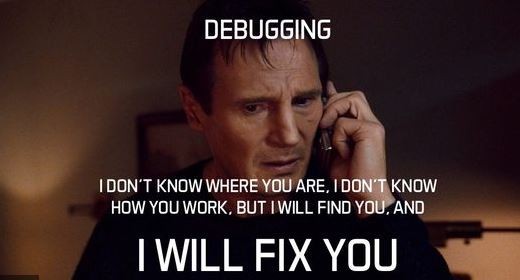 DEBUGGING
I DON'T KNOW WHERE YOU ARE, I DON'T KNOW
HOW YOU WORK, BUT I WILL FIND YOU, AND
I WILL FIX YOU